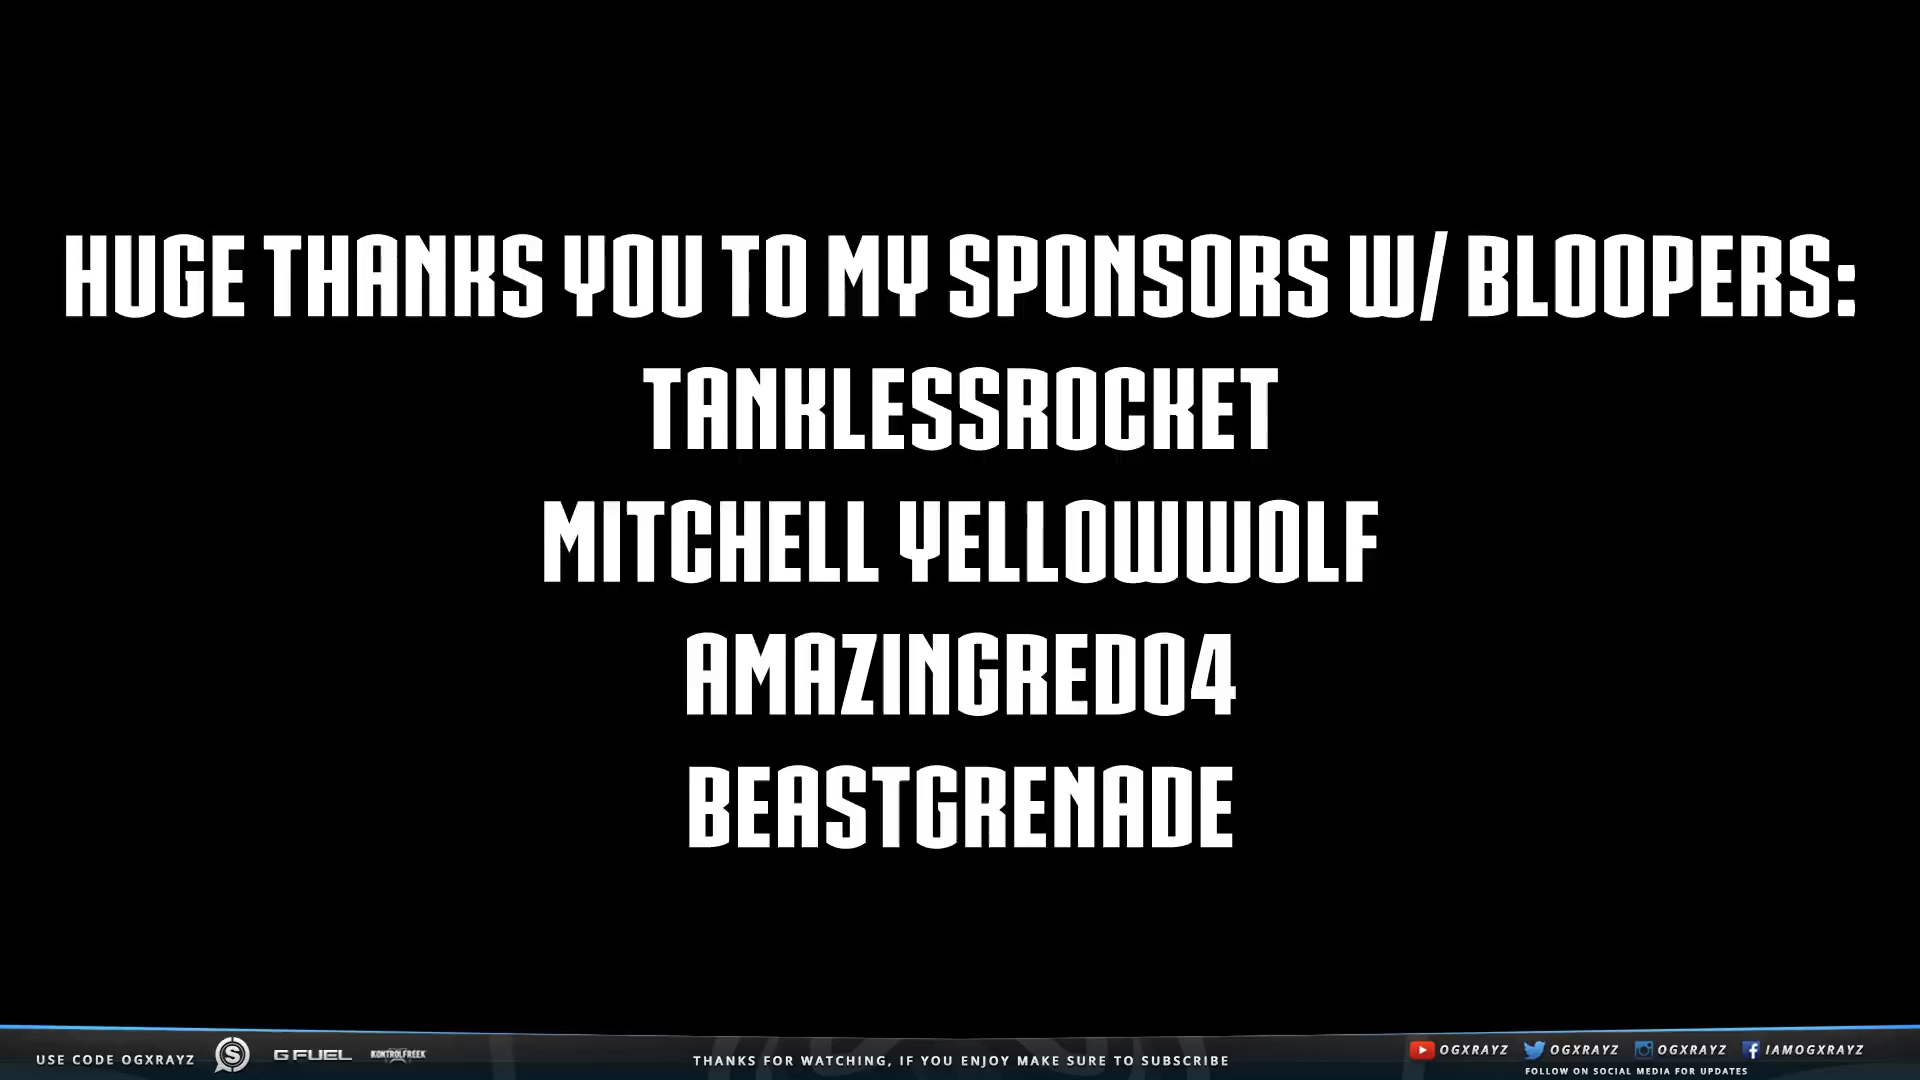 HUGE THANKS YOU TO MY SPONSORS W/ BLOOPERS:
TANKLESSROCKET
MITCHELL YELLOWWOLF
AMAZINGRED04
BEASTGRENADE
USE CODE OGXRAYZ
S
G FUEL
KONTROLFREEK
THANKS FOR WATCHING, IF YOU ENJOY MAKE SURE TO SUBSCRIBE
OGXRAYZ OGXRAYZ OGXRAYZ IAMOGXRAYZ
FOLLOW ON SOCIAL MEDIA FOR UPDATES